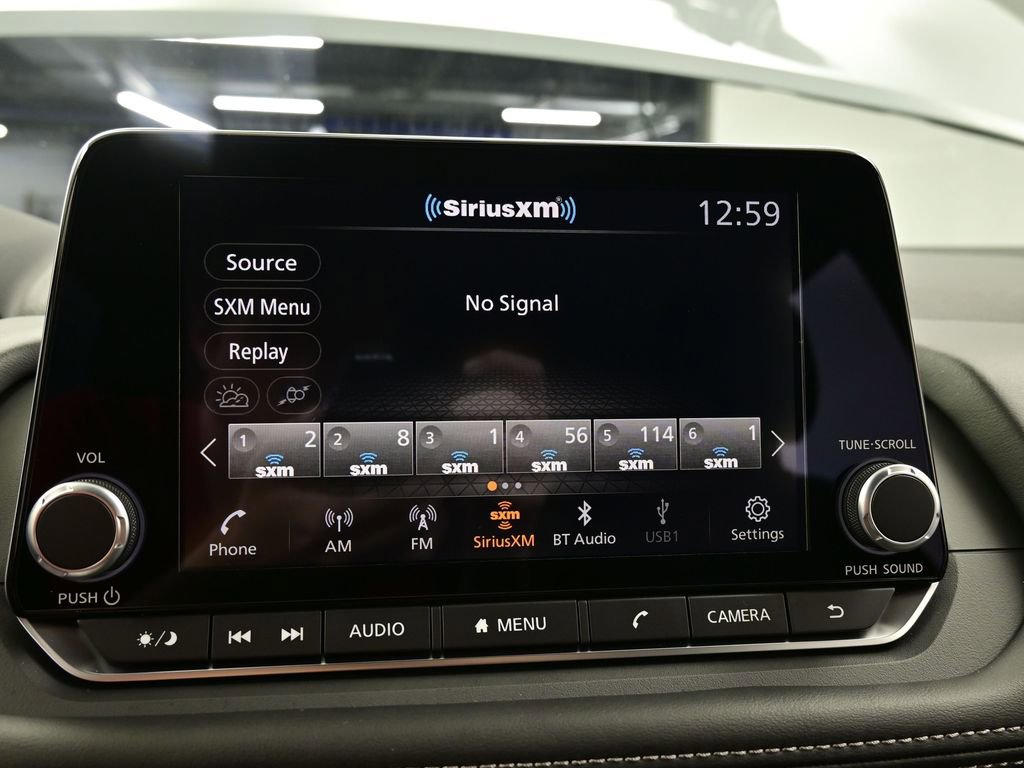 SiriusXM®
12:59
Source
SXM Menu
No Signal
Replay
1 2
sxm
2 8
sxm
3 1
sxm
4 56
sxm
5 114
sxm
6 1
sxm
VOL
TUNE·SCROLL
Phone
AM
FM
sxm
SiriusXM
BT Audio
USB1
Settings
PUSH
PUSH SOUND
AUDIO
MENU
CAMERA